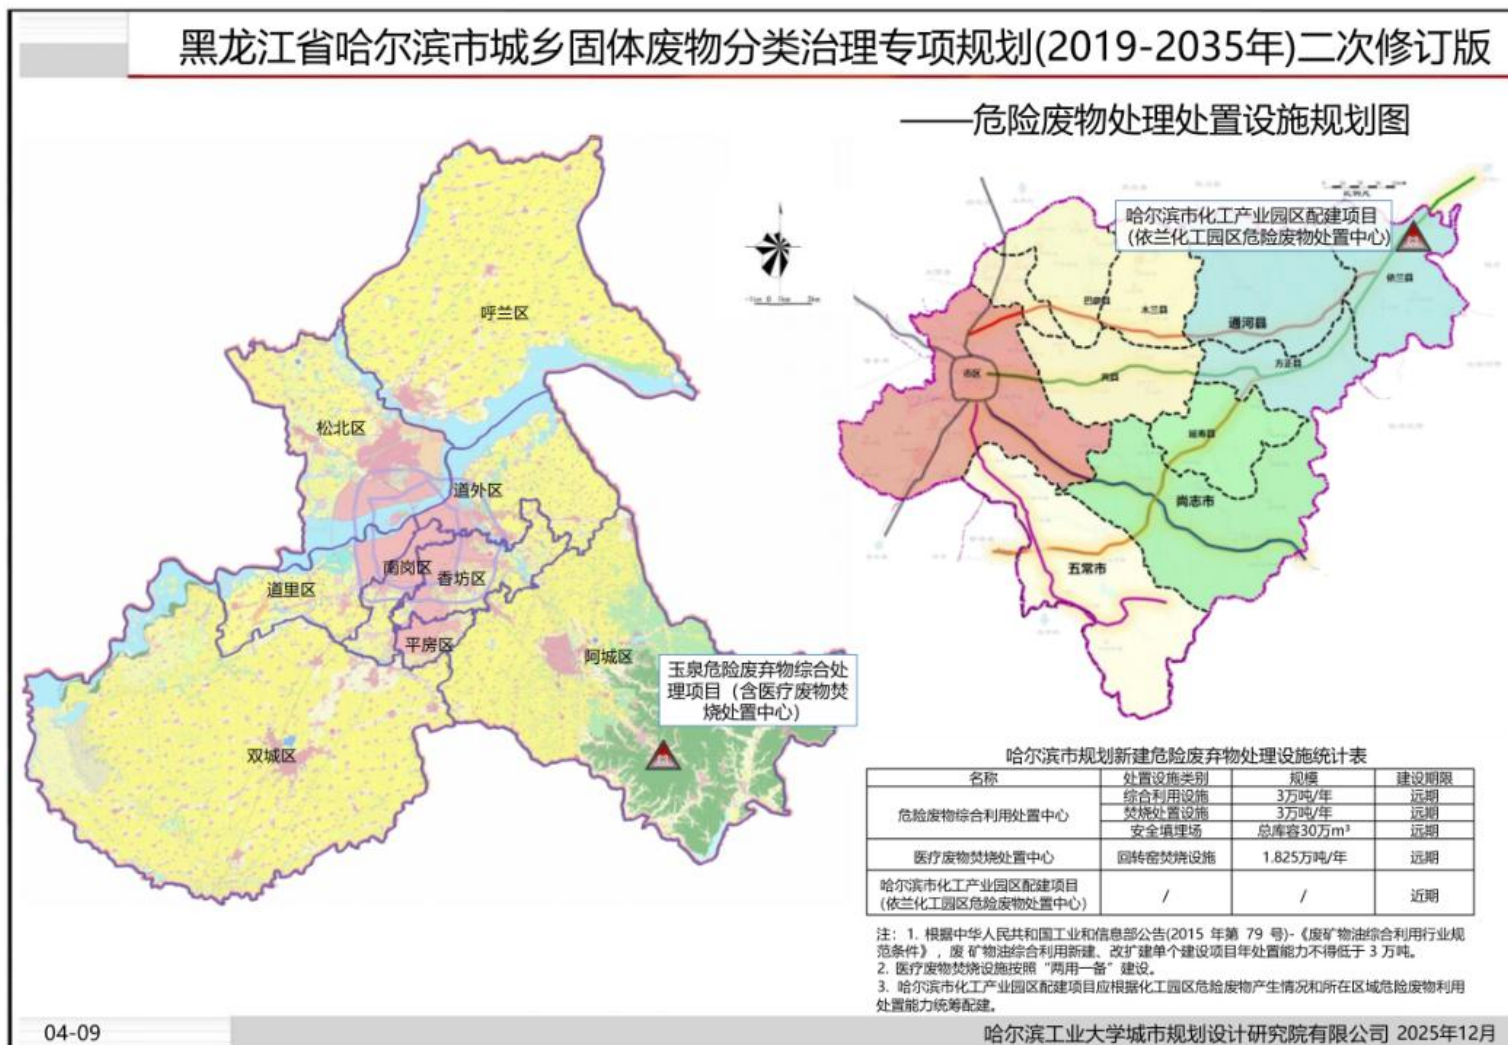 黑龙江省哈尔滨市城乡固体废物分类治理专项规划(2019-2035年)二次修订版
——危险废物处理处置设施规划图
呼兰区
松北区
道外区
南岗区
香坊区
道里区
平房区
阿城区
双城区
玉泉危险废弃物综合处
理项目（含医疗废物焚
烧处置中心）
哈尔滨市化工产业园区配建项目
（依兰化工园区危险废物处置中心）
依兰县
巴彦县
木兰县
通河县
方正县
市区
宾县
延寿县
尚志市
五常市
哈尔滨市规划新建危险废弃物处理设施统计表
名称 处置设施类别 规模 建设期限
危险废物综合利用处置中心 综合利用设施 3万吨/年 远期
焚烧处置设施 3万吨/年 远期
安全填埋场 总库容30万m³ 远期
医疗废物焚烧处置中心 回转窑焚烧设施 1.825万吨/年 远期
哈尔滨市化工产业园区配建项目
（依兰化工园区危险废物处置中心） / / 近期
注：1. 根据中华人民共和国工业和信息部公告(2015 年第 79 号)-《废矿物油综合利用行业规
范条件》，废 矿物油综合利用新建、改扩建单个建设项目年处置能力不得低于 3 万吨。
2. 医疗废物焚烧设施按照“两用一备”建设。
3. 哈尔滨市化工产业园区配建项目应根据化工园区危险废物产生情况和所在区域危险废物利用
处置能力统筹配建。
04-09
哈尔滨工业大学城市规划设计研究院有限公司 2025年12月